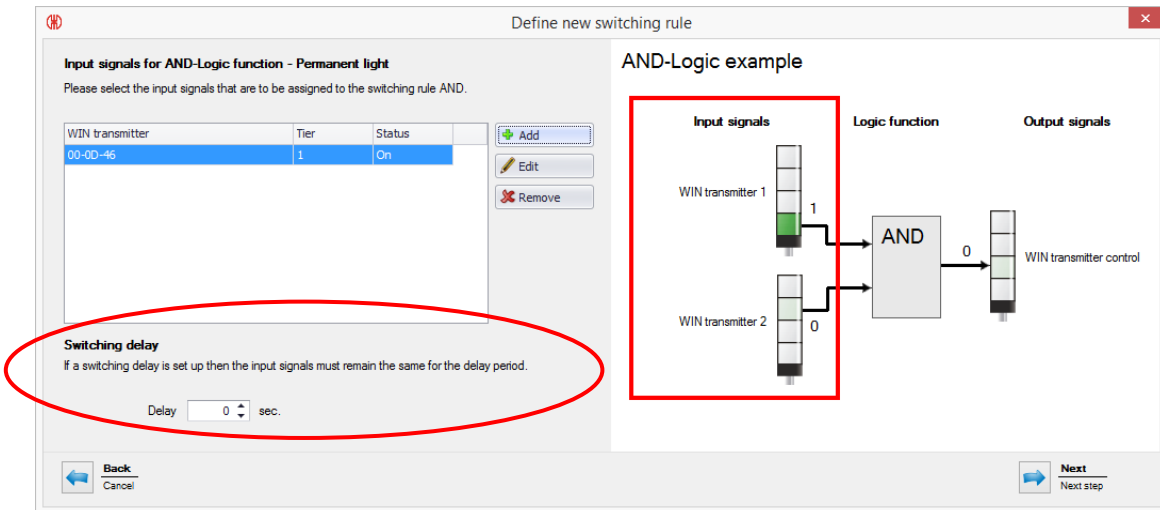 Define new switching rule
Input signals for AND-Logic function - Permanent light
Please select the input signals that are to be assigned to the switching rule AND.
WIN transmitter Tier Status
00-0D-46 1 On
Add
Edit
Remove
Switching delay
If a switching delay is set up then the input signals must remain the same for the delay period.
Delay 0 sec.
Back
Cancel
AND-Logic example
Input signals Logic function Output signals
WIN transmitter 1
1
AND
0
WIN transmitter control
WIN transmitter 2
0
Next
Next step